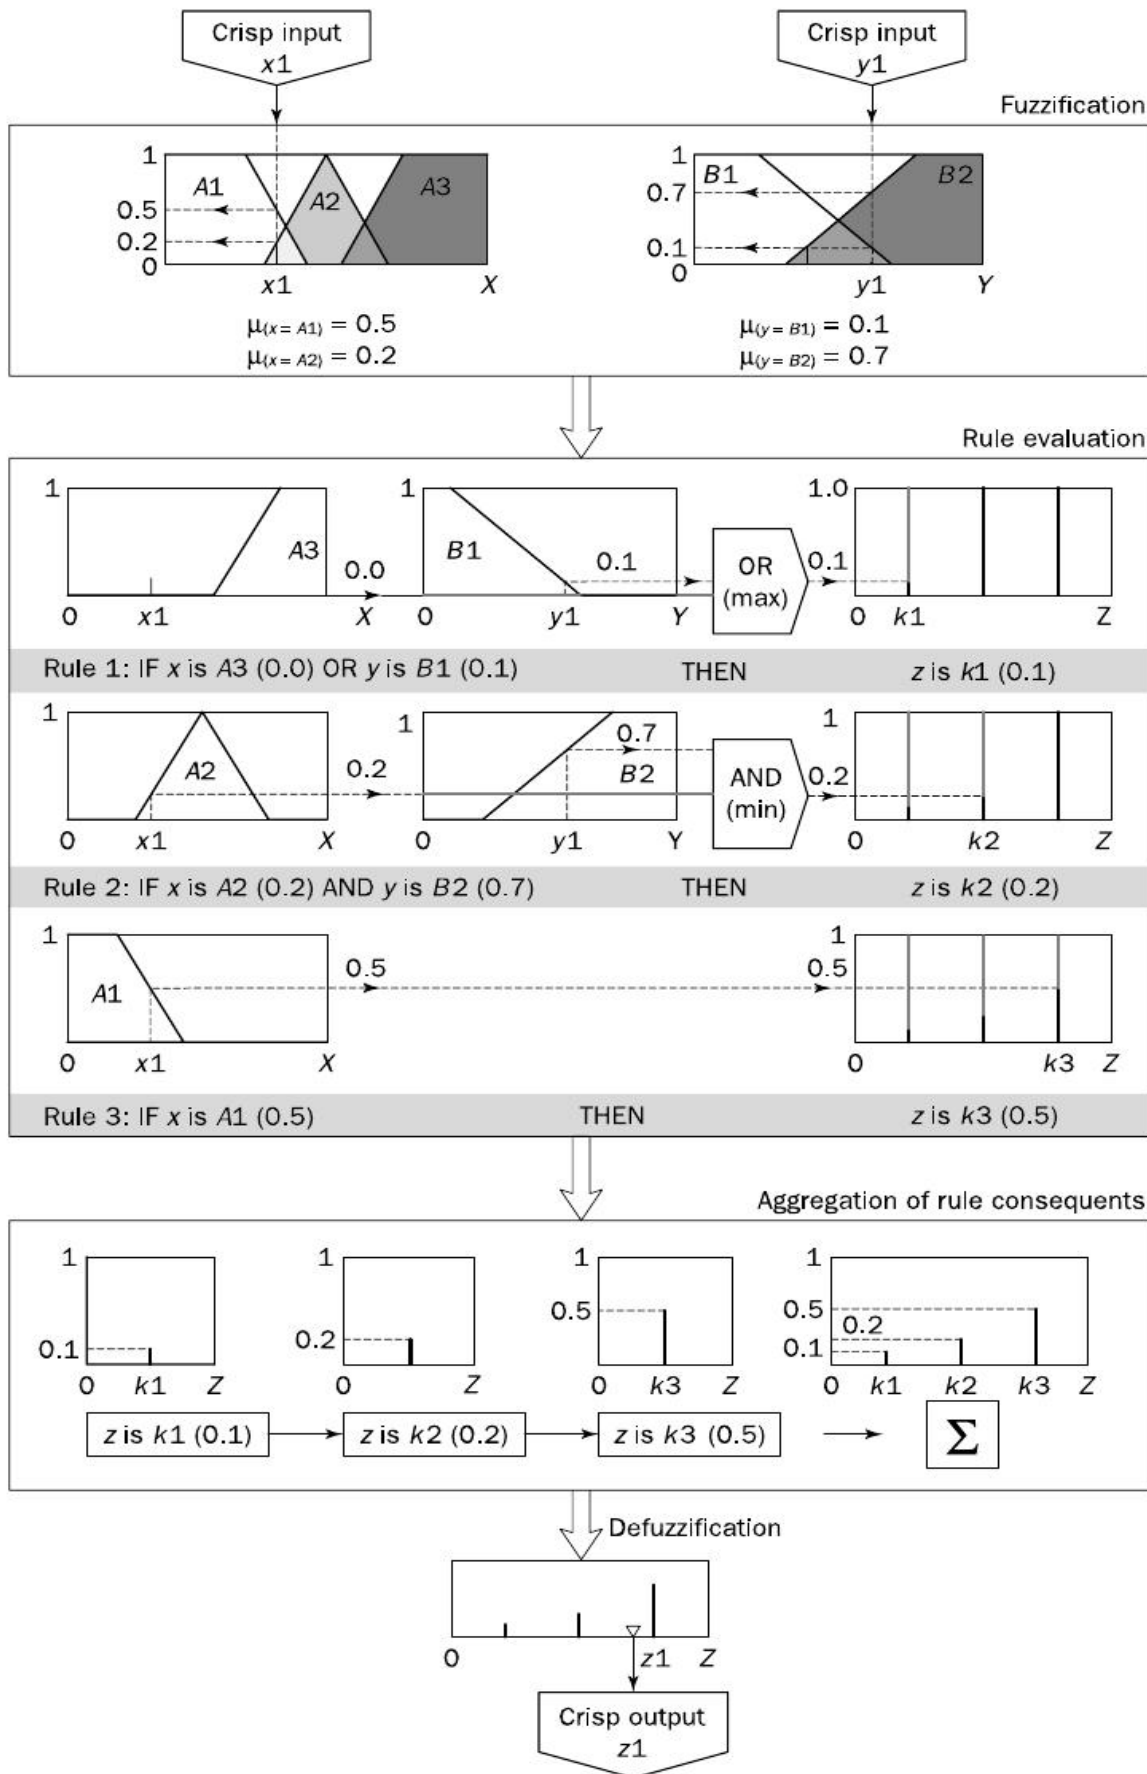 Crisp input
x1
Crisp input
y1
Fuzzification
1
A1
A2
A3
0.5
0.2
0
x1
X
1
B1
B2
0.7
0.1
0
y1
Y
μ(x = A1) = 0.5
μ(x = A2) = 0.2
μ(y = B1) = 0.1
μ(y = B2) = 0.7
Rule evaluation
1
A3
0.0
0
x1
X
1
B1
0.1
0
y1
Y
OR
(max)
1.0
0.1
0
k1
Z
Rule 1: IF x is A3 (0.0) OR y is B1 (0.1) THEN z is k1 (0.1)
1
A2
0.2
0
x1
X
1
0.7
B2
0
y1
Y
AND
(min)
1
0.2
0
k2
Z
Rule 2: IF x is A2 (0.2) AND y is B2 (0.7) THEN z is k2 (0.2)
1
A1
0.5
0
x1
X
1
0.5
0
k3
Z
Rule 3: IF x is A1 (0.5) THEN z is k3 (0.5)
Aggregation of rule consequents
1
0.1
0
k1
Z
1
0.2
0
Z
1
0.5
0
k3
Z
1
0.5
0.2
0.1
0
k1
k2
k3
Z
z is k1 (0.1)
z is k2 (0.2)
z is k3 (0.5)
Σ
Defuzzification
0
z1
Z
Crisp output
z1